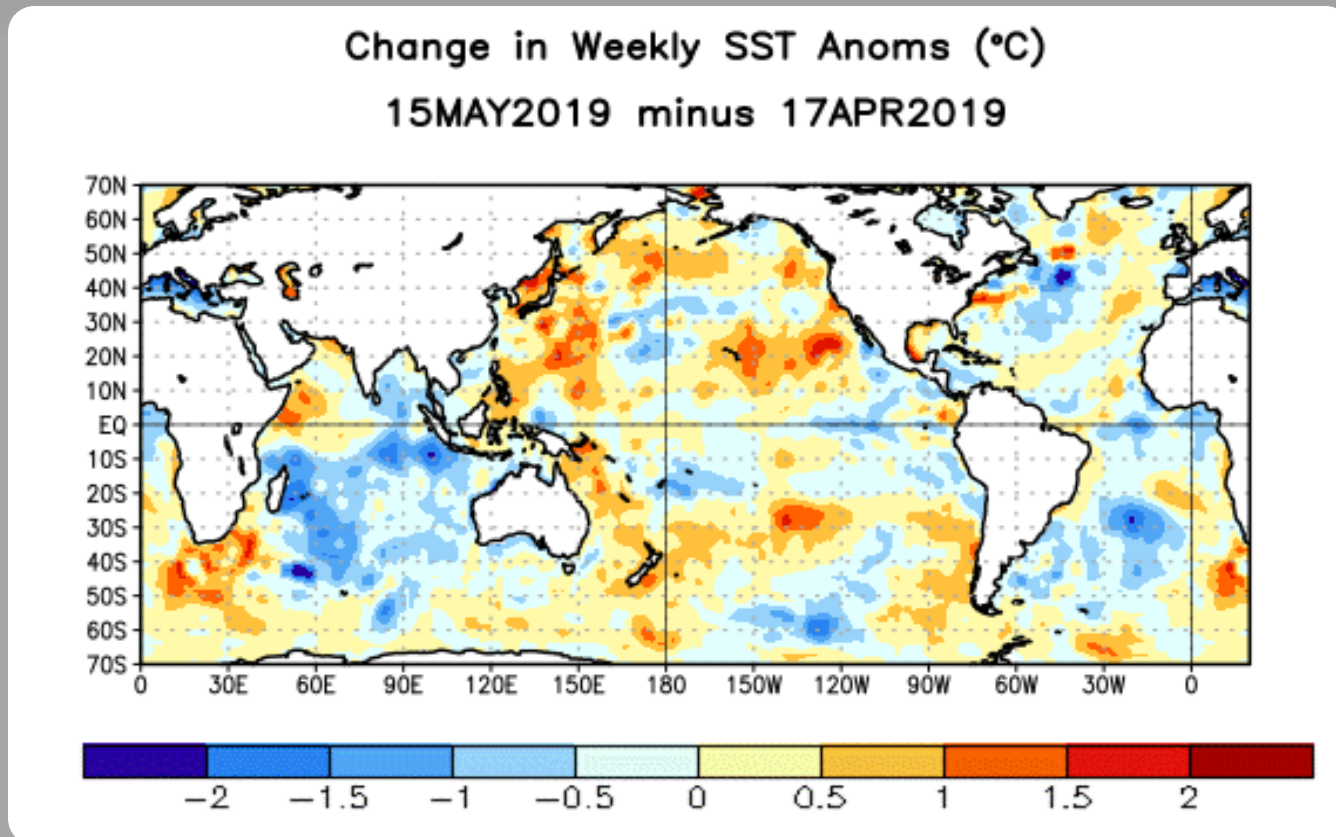 Change in Weekly SST Anoms (°C)
15MAY2019 minus 17APR2019
70N
60N
50N
40N
30N
20N
10N
EQ
10S
20S
30S
40S
50S
60S
70S
0 30E 60E 90E 120E 150E 180 150W 120W 90W 60W 30W 0
−2 −1.5 −1 −0.5 0 0.5 1 1.5 2